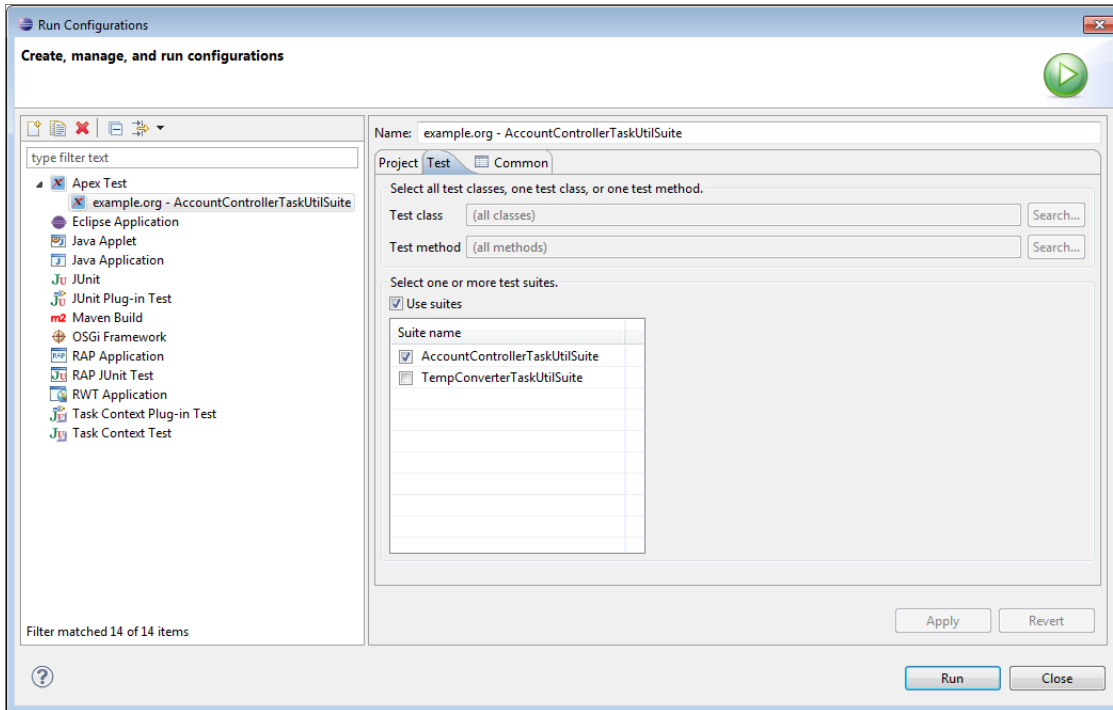 Run Configurations
Create, manage, and run configurations
type filter text
Apex Test
example.org - AccountControllerTaskUtilSuite
Eclipse Application
Java Applet
Java Application
Ju JUnit
JUnit Plug-in Test
m2 Maven Build
OSGi Framework
RAP RAP Application
Ju RAP JUnit Test
RWT Application
Task Context Plug-in Test
Ju Task Context Test
Filter matched 14 of 14 items
Name: example.org - AccountControllerTaskUtilSuite
Project Test Common
Select all test classes, one test class, or one test method.
Test class (all classes) Search...
Test method (all methods) Search...
Select one or more test suites.
Use suites
Suite name
AccountControllerTaskUtilSuite
TempConverterTaskUtilSuite
Apply Revert
? Run Close